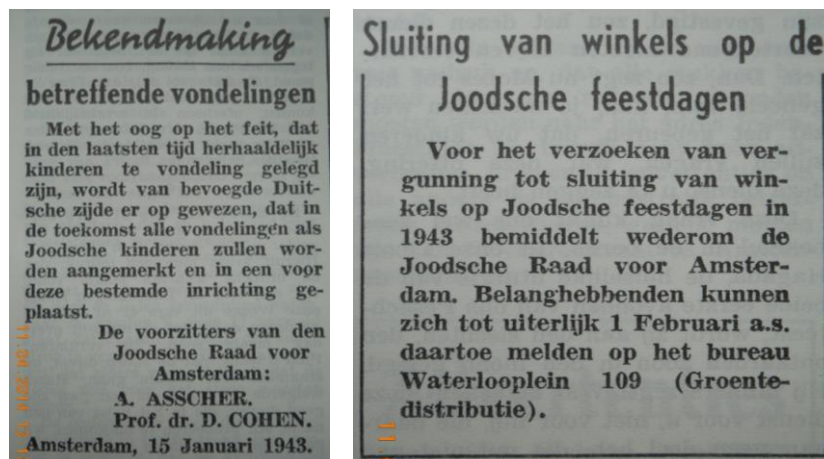 Bekendmaking
betreffende vondelingen
Met het oog op het feit, dat
in den laatsten tijd herhaaldelijk
kinderen te vondeling gelegd
zijn, wordt van bevoegde Duit-
sche zijde er op gewezen, dat in
de toekomst alle vondelingen als
Joodsche kinderen zullen wor-
den aangemerkt en in een voor
deze bestemde inrichting ge-
plaatst.
De voorzitters van den
Joodsche Raad voor
Amsterdam:
A. ASSCHER.
Prof. dr. D. COHEN.
Amsterdam, 15 Januari 1943.
Sluiting van winkels op de
Joodsche feestdagen
Voor het verzoeken van ver-
gunning tot sluiting van win-
kels op Joodsche feestdagen in
1943 bemiddelt wederom de
Joodsche Raad voor Amster-
dam. Belanghebbenden kunnen
zich tot uiterlijk 1 Februari a.s.
daartoe melden op het bureau
Waterlooplein 109 (Groente-
distributie).